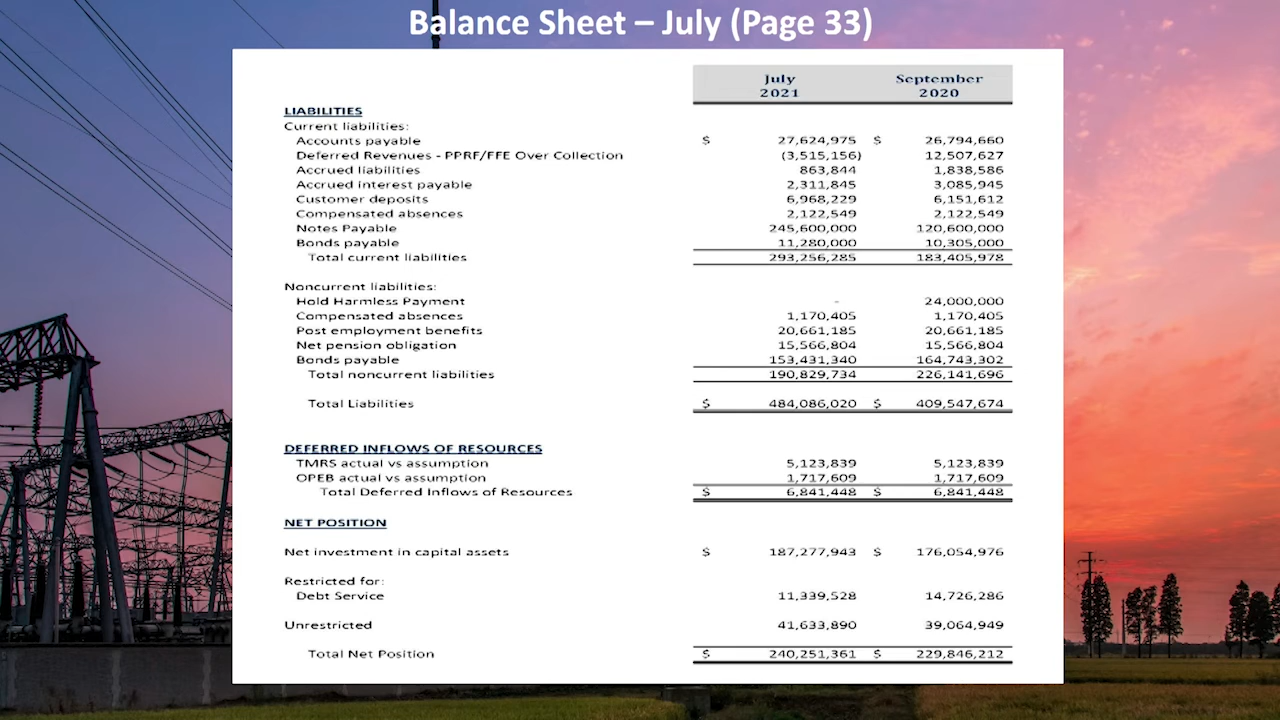 Balance Sheet – July (Page 33)
July September
2021 2020
LIABILITIES
Current liabilities:
Accounts payable $ 27,624,975 $ 26,794,660
Deferred Revenues - PPRF/FFE Over Collection (3,515,156) 12,507,627
Accrued liabilities 863,844 1,838,586
Accrued interest payable 2,311,845 3,085,945
Customer deposits 6,968,229 6,151,612
Compensated absences 2,122,549 2,122,549
Notes Payable 245,600,000 120,600,000
Bonds payable 11,280,000 10,305,000
Total current liabilities 293,256,285 183,405,978
Noncurrent liabilities:
Hold Harmless Payment - 24,000,000
Compensated absences 1,170,405 1,170,405
Post employment benefits 20,661,185 20,661,185
Net pension obligation 15,566,804 15,566,804
Bonds payable 153,431,340 164,743,302
Total noncurrent liabilities 190,829,734 226,141,696
Total Liabilities $ 484,086,020 $ 409,547,674
DEFERRED INFLOWS OF RESOURCES
TMRS actual vs assumption 5,123,839 5,123,839
OPEB actual vs assumption 1,717,609 1,717,609
Total Deferred Inflows of Resources $ 6,841,448 $ 6,841,448
NET POSITION
Net investment in capital assets $ 187,277,943 $ 176,054,976
Restricted for:
Debt Service 11,339,528 14,726,286
Unrestricted 41,633,890 39,064,949
Total Net Position $ 240,251,361 $ 229,846,212